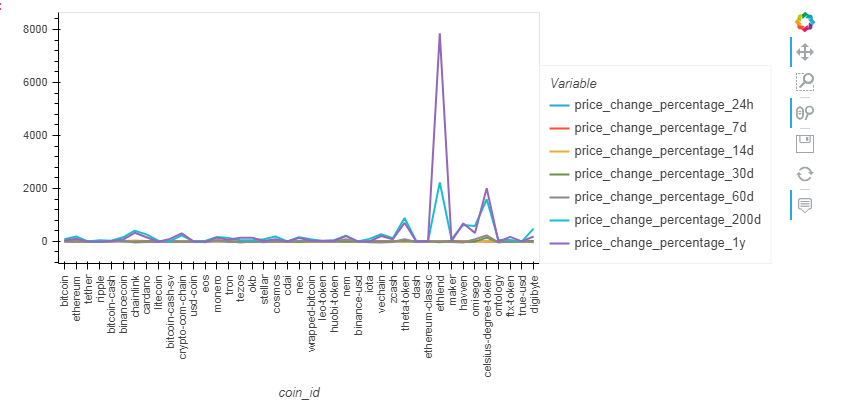 8000
6000
4000
2000
0
Variable
price_change_percentage_24h
price_change_percentage_7d
price_change_percentage_14d
price_change_percentage_30d
price_change_percentage_60d
price_change_percentage_200d
price_change_percentage_1y
bitcoin
ethereum
tether
ripple
bitcoin-cash
binancecoin
chainlink
cardano
litecoin
bitcoin-cash-sv
crypto-com-chain
usd-coin
eos
monero
tron
tezos
okb
stellar
cosmos
cdai
neo
wrapped-bitcoin
leo-token
huobi-token
nem
binance-usd
iota
vechain
zcash
theta-token
dash
ethereum-classic
ethlend
maker
havven
omisego
celsius-degree-token
ontology
ftx-token
true-usd
digibyte
coin_id